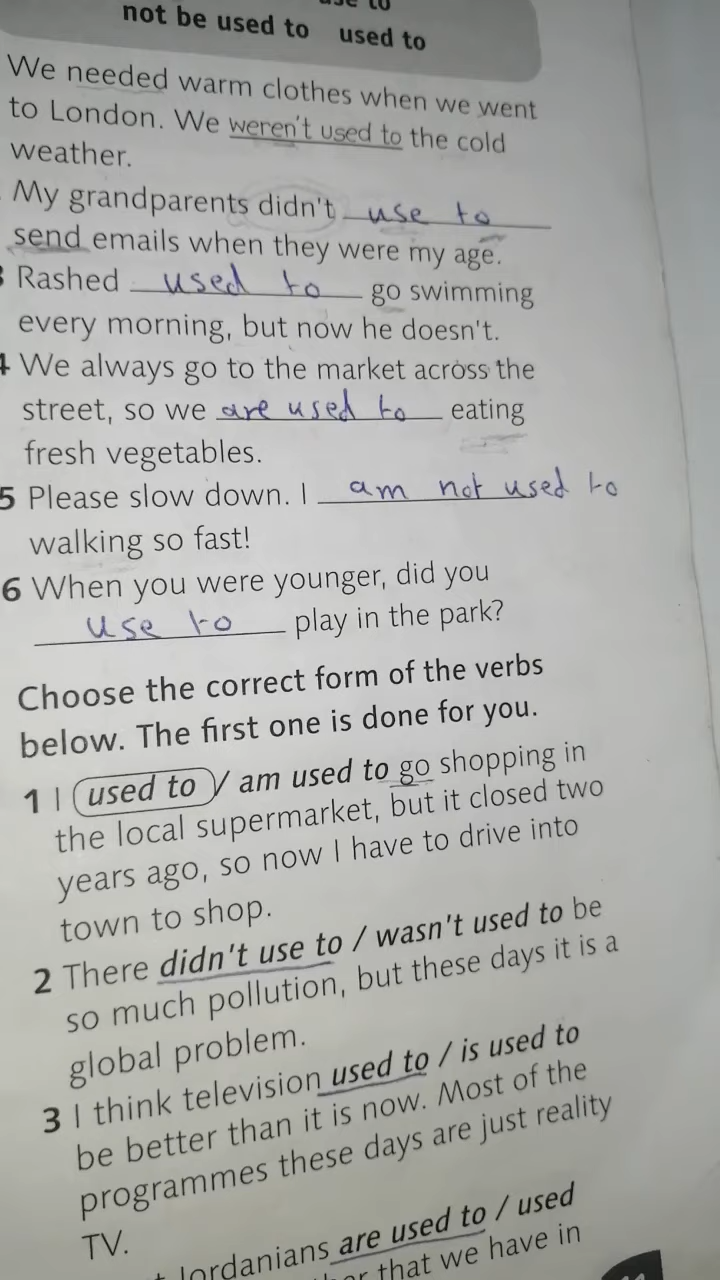 use to
not be used to used to
We needed warm clothes when we went
to London. We weren't used to the cold
weather.
My grandparents didn't use to
send emails when they were my age.
3 Rashed used to go swimming
every morning, but now he doesn't.
4 We always go to the market across the
street, so we are used to eating
fresh vegetables.
5 Please slow down. I am not used to
walking so fast!
6 When you were younger, did you
use to play in the park?
Choose the correct form of the verbs
below. The first one is done for you.
1 I used to / am used to go shopping in
the local supermarket, but it closed two
years ago, so now I have to drive into
town to shop.
2 There didn't use to / wasn't used to be
so much pollution, but these days it is a
global problem.
3 I think television used to / is used to
be better than it is now. Most of the
programmes these days are just reality
TV.
Jordanians are used to / used
that we have in